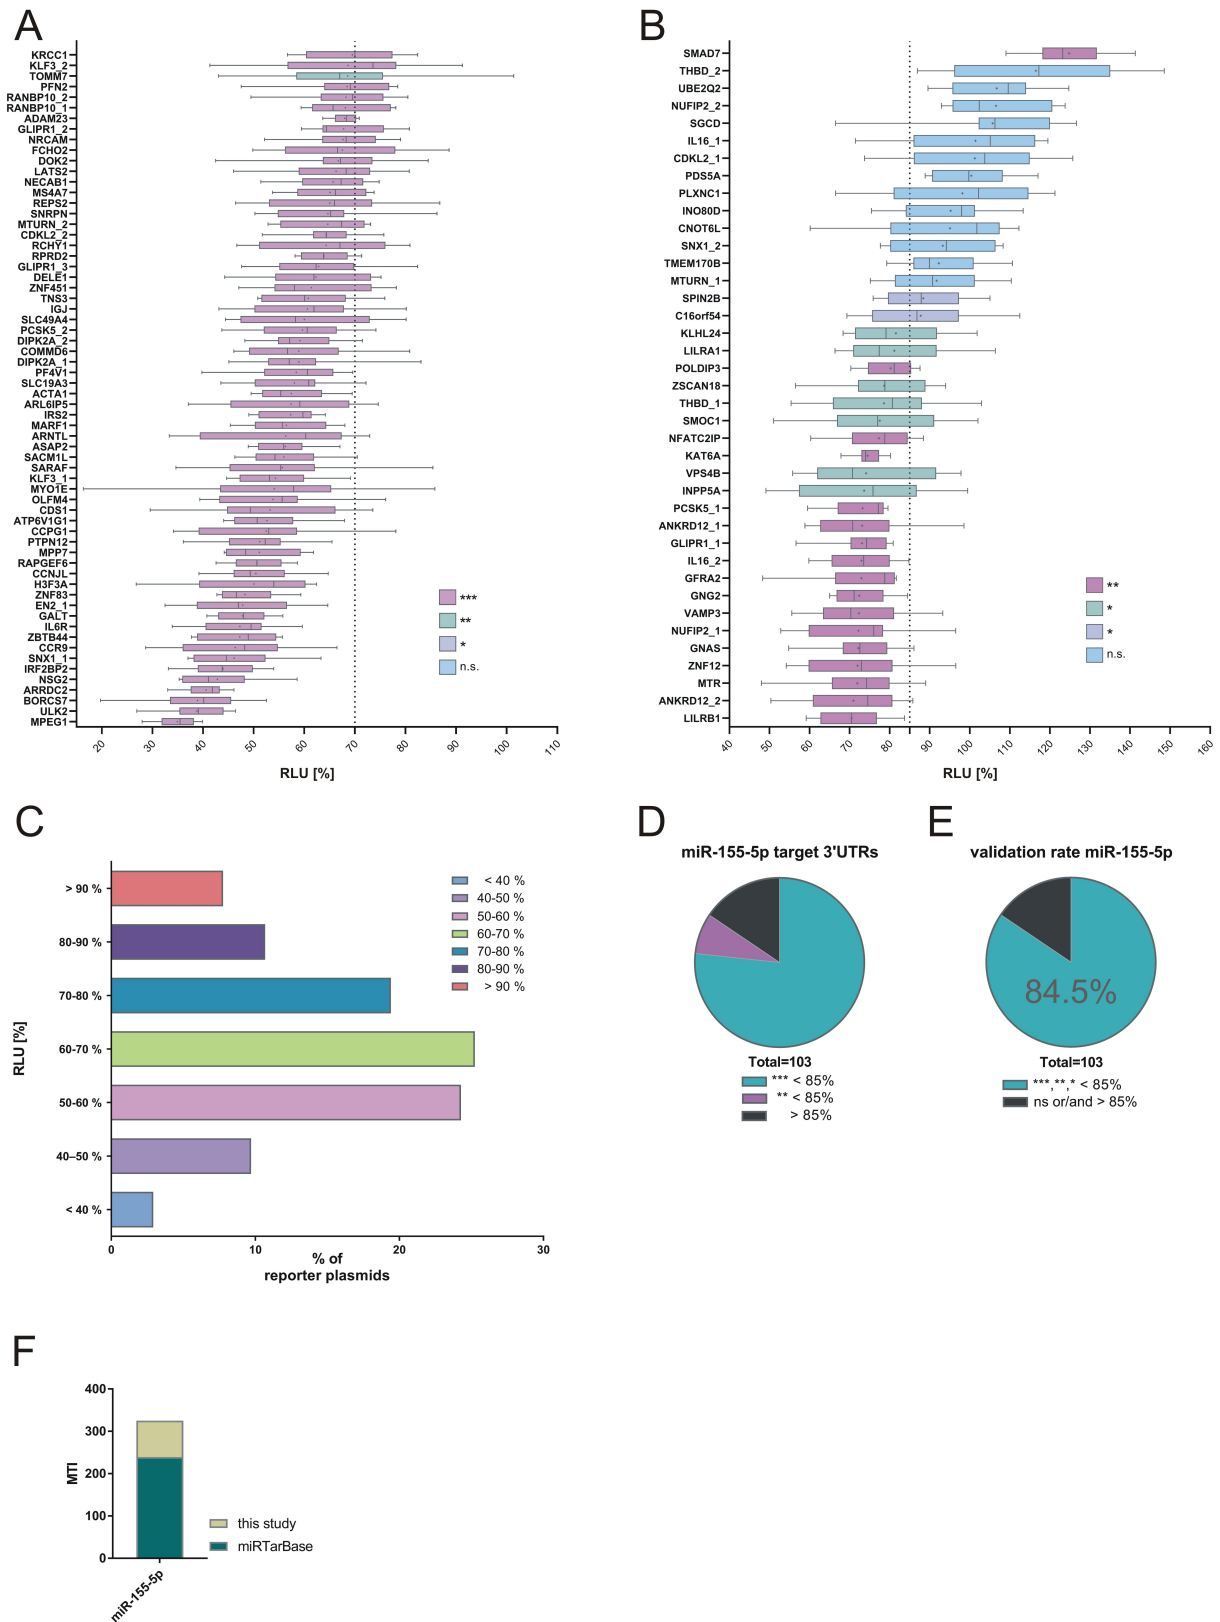 A
KRCC1
KLF3_2
TOMM7
PFN2
RANBP10_2
RANBP10_1
ADAM23
GLIPR1_2
NRCAM
FCHO2
DOK2
LATS2
NECAB1
MS4A7
REPS2
SNRPN
MTURN_2
CDKL2_2
RCHY1
RPRD2
GLIPR1_3
DELE1
ZNF451
TNS3
IGJ
SLC49A4
PCSK5_2
DIPK2A_2
COMMD6
DIPK2A_1
PF4V1
SLC19A3
ACTA1
ARL6IP5
IRS2
MARF1
ARNTL
ASAP2
SACM1L
SARAF
KLF3_1
MYO1E
OLFM4
CDS1
ATP6V1G1
CCPG1
PTPN12
MPP7
RAPGEF6
CCNJL
H3F3A
ZNF83
EN2_1
GALT
IL6R
ZBTB44
CCR9
SNX1_1
IRF2BP2
NSG2
ARRDC2
BORCS7
ULK2
MPEG1
***
**
*
n.s.
20 30 40 50 60 70 80 90 100 110
RLU [%]
B
SMAD7
THBD_2
UBE2Q2
NUFIP2_2
SGCD
IL16_1
CDKL2_1
PDS5A
PLXNC1
INO80D
CNOT6L
SNX1_2
TMEM170B
MTURN_1
SPIN2B
C16orf54
KLHL24
LILRA1
POLDIP3
ZSCAN18
THBD_1
SMOC1
NFATC2IP
KAT6A
VPS4B
INPP5A
PCSK5_1
ANKRD12_1
GLIPR1_1
IL16_2
GFRA2
GNG2
VAMP3
NUFIP2_1
GNAS
ZNF12
MTR
ANKRD12_2
LILRB1
**
*
*
n.s.
40 50 60 70 80 90 100 110 120 130 140 150 160
RLU [%]
C
RLU [%]
> 90 %
80-90 %
70-80 %
60-70 %
50-60 %
40–50 %
< 40 %
< 40 %
40-50 %
50-60 %
60-70 %
70-80 %
80-90 %
> 90 %
0 10 20 30
% of
reporter plasmids
D
miR-155-5p target 3'UTRs
Total=103
*** < 85%
** < 85%
> 85%
E
validation rate miR-155-5p
84.5%
Total=103
***,**,* < 85%
ns or/and > 85%
F
MTI
400
300
200
100
0
miR-155-5p
this study
miRTarBase